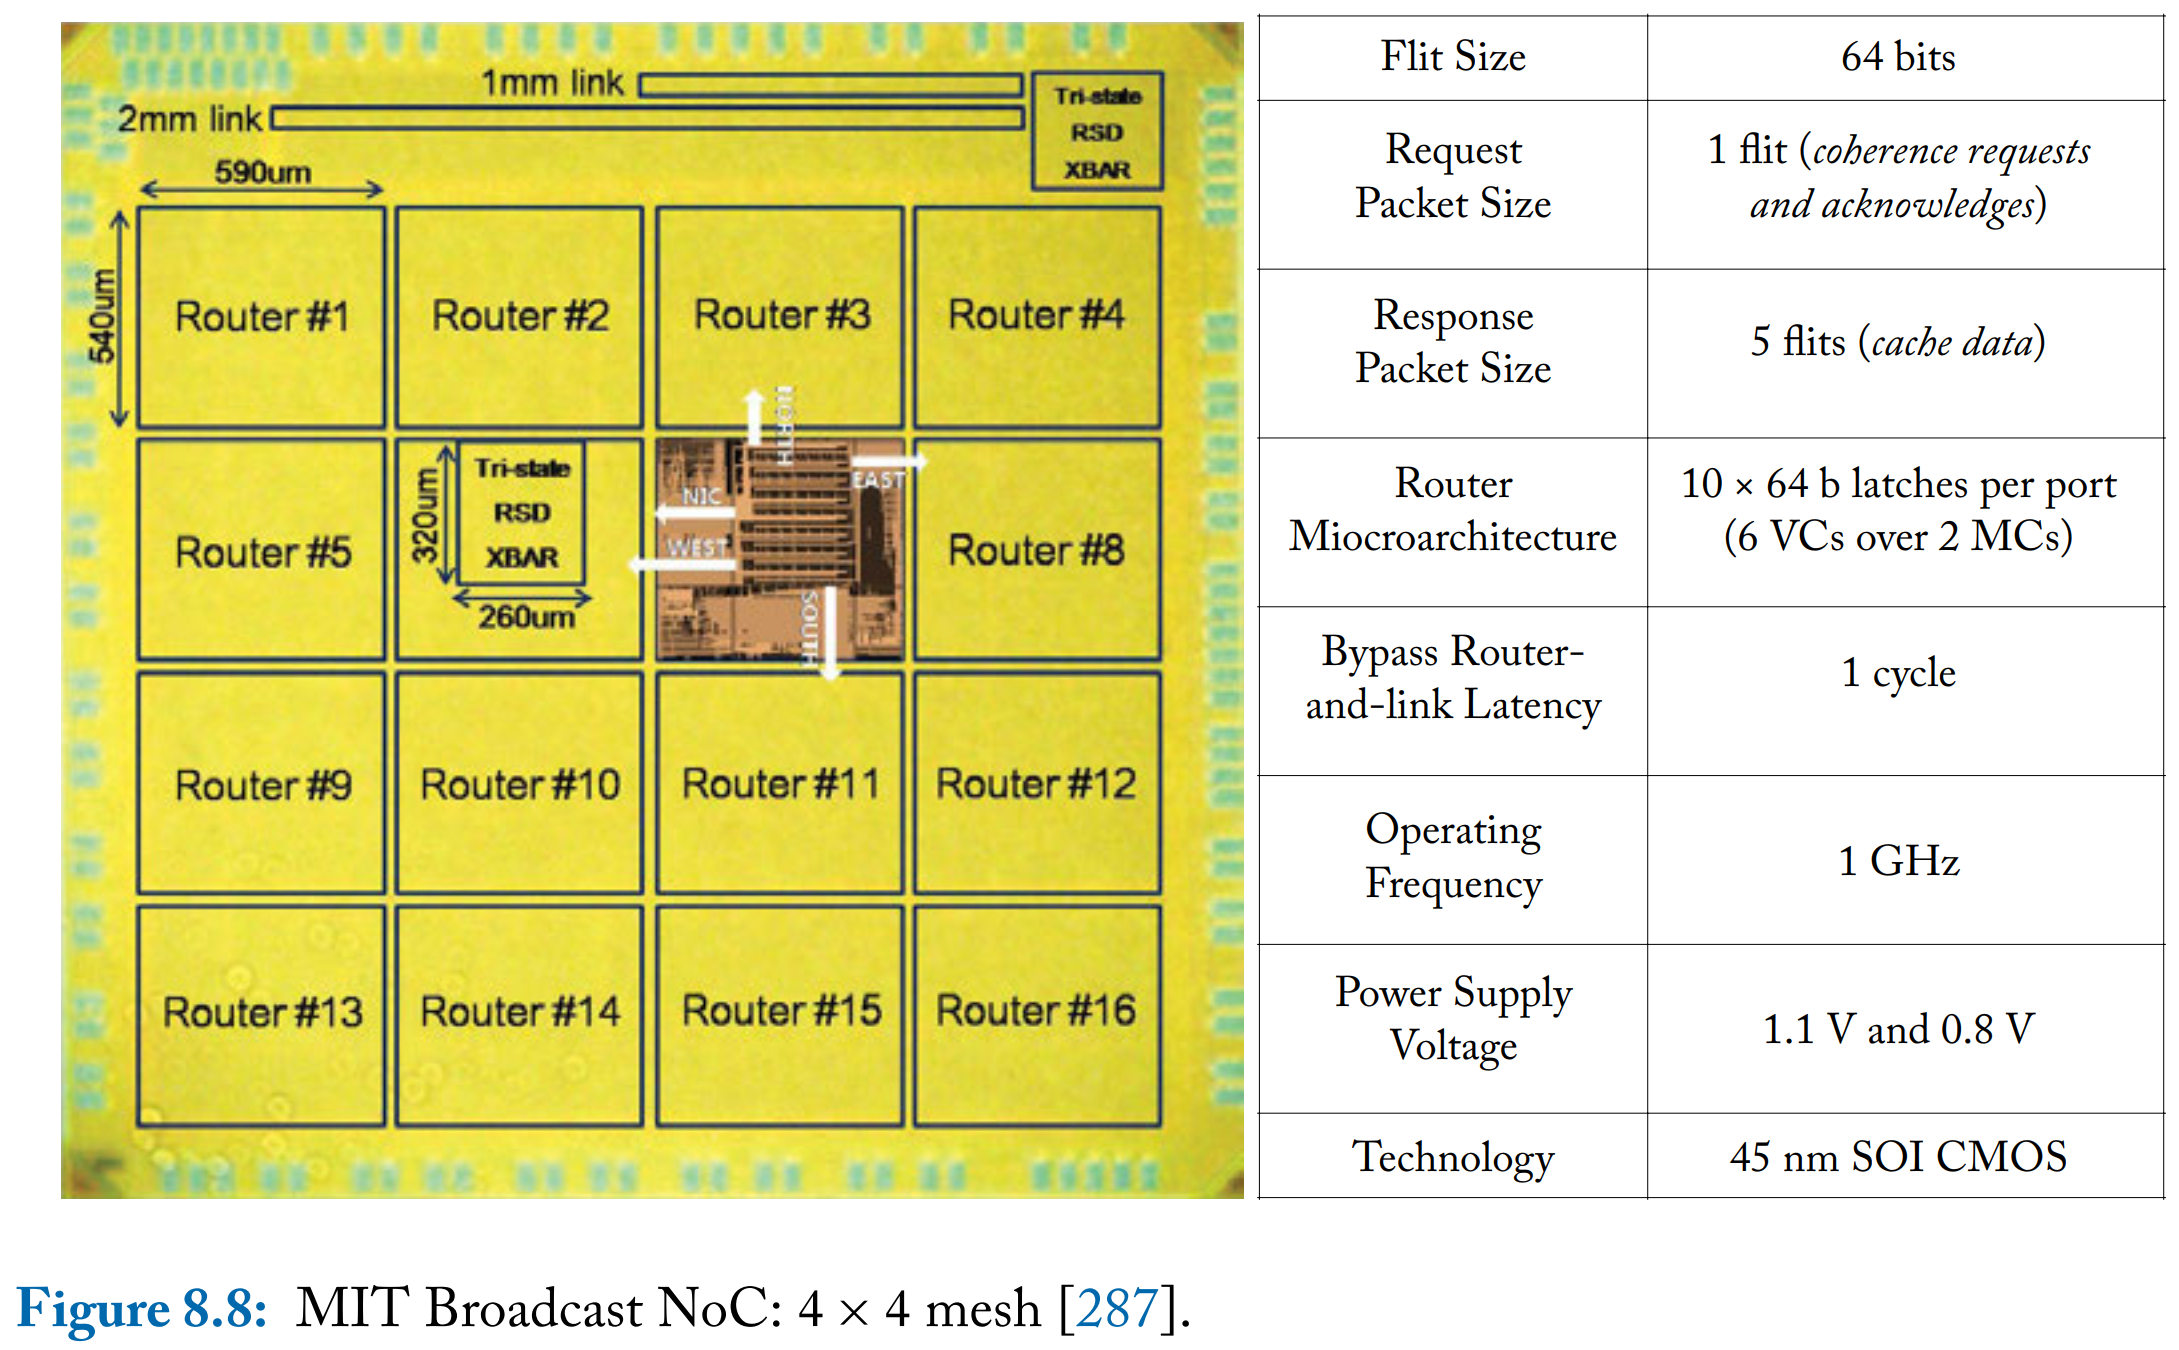 1mm link
2mm link
Tri-state
RSD
XBAR
590um
540um
Router #1
Router #2
Router #3
Router #4
NORTH
Router #5
320um
Tri-state
RSD
XBAR
260um
NIC
EAST
WEST
SOUTH
Router #8
Router #9
Router #10
Router #11
Router #12
Router #13
Router #14
Router #15
Router #16
Flit Size
64 bits
Request
Packet Size
1 flit (coherence requests
and acknowledges)
Response
Packet Size
5 flits (cache data)
Router
Miocroarchitecture
10 × 64 b latches per port
(6 VCs over 2 MCs)
Bypass Router-
and-link Latency
1 cycle
Operating
Frequency
1 GHz
Power Supply
Voltage
1.1 V and 0.8 V
Technology
45 nm SOI CMOS
Figure 8.8: MIT Broadcast NoC: 4 × 4 mesh [287].